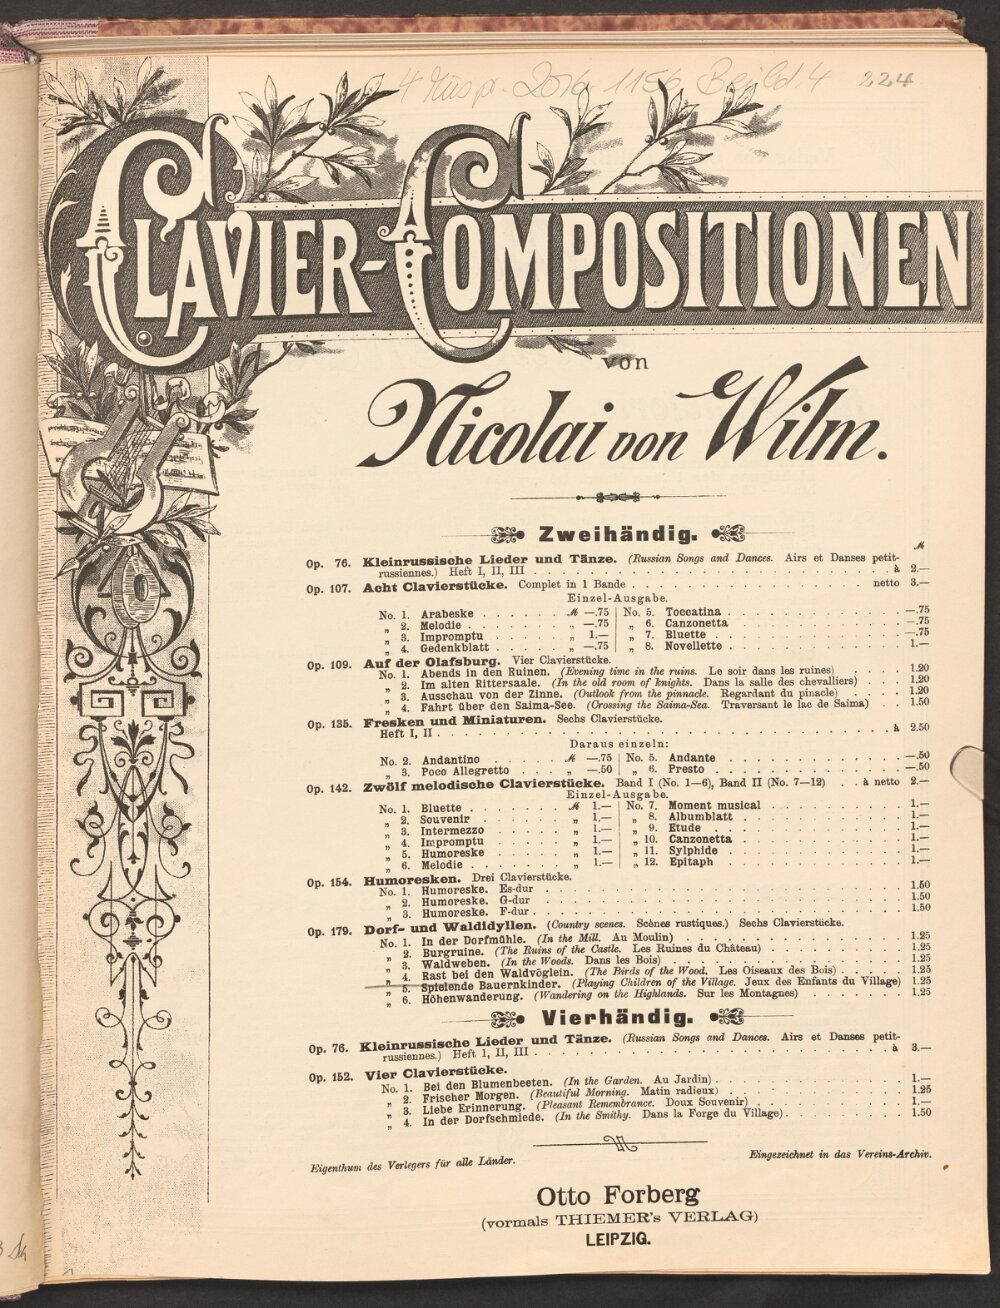 4 Mus.pr. 2016.1156 Beibd. 4 224
CLAVIER-COMPOSITIONEN
von
Nicolai von Wilm.
Zweihändig.
ℳ
Op. 76. Kleinrussische Lieder und Tänze. (Russian Songs and Dances. Airs et Danses petit-
russiennes.) Heft I, II, III . . . à 2.—
Op. 107. Acht Clavierstücke. Complet in 1 Bande . . . netto 3.—
Einzel-Ausgabe.
No. 1. Arabeske . . . ℳ —.75 No. 5. Toccatina . . . —.75
„ 2. Melodie . . . „ —.75 „ 6. Canzonetta . . . —.75
„ 3. Impromptu . . . „ 1.— „ 7. Bluette . . . —.75
„ 4. Gedenkblatt . . . „ —.75 „ 8. Novellette . . . 1.—
Op. 109. Auf der Olafsburg. Vier Clavierstücke.
No. 1. Abends in den Ruinen. (Evening time in the ruins. Le soir dans les ruines) . . . 1.20
„ 2. Im alten Rittersaale. (In the old room of knights. Dans la salle des chevalliers) . . . 1.20
„ 3. Ausschau von der Zinne. (Outlook from the pinnacle. Regardant du pinacle) . . . 1.20
„ 4. Fahrt über den Saima-See. (Crossing the Saima-Sea. Traversant le lac de Saima) . . 1.50
Op. 135. Fresken und Miniaturen. Sechs Clavierstücke.
Heft I, II . . . à 2.50
Daraus einzeln:
No. 2. Andantino . . . ℳ —.75 No. 5. Andante . . . —.50
„ 3. Poco Allegretto . . . „ —.50 „ 6. Presto . . . —.50
Op. 142. Zwölf melodische Clavierstücke. Band I (No. 1—6), Band II (No. 7—12) . . à netto 2.—
Einzel-Ausgabe.
No. 1. Bluette . . . ℳ 1.— No. 7. Moment musical . . . 1.—
„ 2. Souvenir . . . „ 1.— „ 8. Albumblatt . . . 1.—
„ 3. Intermezzo . . . „ 1.— „ 9. Etude . . . 1.—
„ 4. Impromptu . . . „ 1.— „ 10. Canzonetta . . . 1.—
„ 5. Humoreske . . . „ 1.— „ 11. Sylphide . . . 1.—
„ 6. Melodie . . . „ 1.— „ 12. Epitaph . . . 1.—
Op. 154. Humoresken. Drei Clavierstücke.
No. 1. Humoreske. Es-dur . . . 1.50
„ 2. Humoreske. G-dur . . . 1.50
„ 3. Humoreske. F-dur . . . 1.50
Op. 179. Dorf- und Waldidyllen. (Country scenes. Scènes rustiques.) Sechs Clavierstücke.
No. 1. In der Dorfmühle. (In the Mill. Au Moulin) . . . 1.25
„ 2. Burgruine. (The Ruins of the Castle. Les Ruines du Château) . . . 1.25
„ 3. Waldweben. (In the Woods. Dans les Bois) . . . 1.25
„ 4. Rast bei den Waldvöglein. (The Birds of the Wood. Les Oiseaux des Bois) . . . 1.25
„ 5. Spielende Bauernkinder. (Playing Children of the Village. Jeux des Enfants du Village) 1.25
„ 6. Höhenwanderung. (Wandering on the Highlands. Sur les Montagnes) . . . 1.25
Vierhändig.
Op. 76. Kleinrussische Lieder und Tänze. (Russian Songs and Dances. Airs et Danses petit-
russiennes.) Heft I, II, III . . . à 3.—
Op. 152. Vier Clavierstücke.
No. 1. Bei den Blumenbeeten. (In the Garden. Au Jardin) . . . 1.—
„ 2. Frischer Morgen. (Beautiful Morning. Matin radieux) . . . 1.25
„ 3. Liebe Erinnerung. (Pleasant Remembrance. Doux Souvenir) . . . 1.—
„ 4. In der Dorfschmiede. (In the Smithy. Dans la Forge du Village) . . . 1.50
Eigenthum des Verlegers für alle Länder. Eingezeichnet in das Vereins-Archiv.
Otto Forberg
(vormals THIEMER's VERLAG)
LEIPZIG.